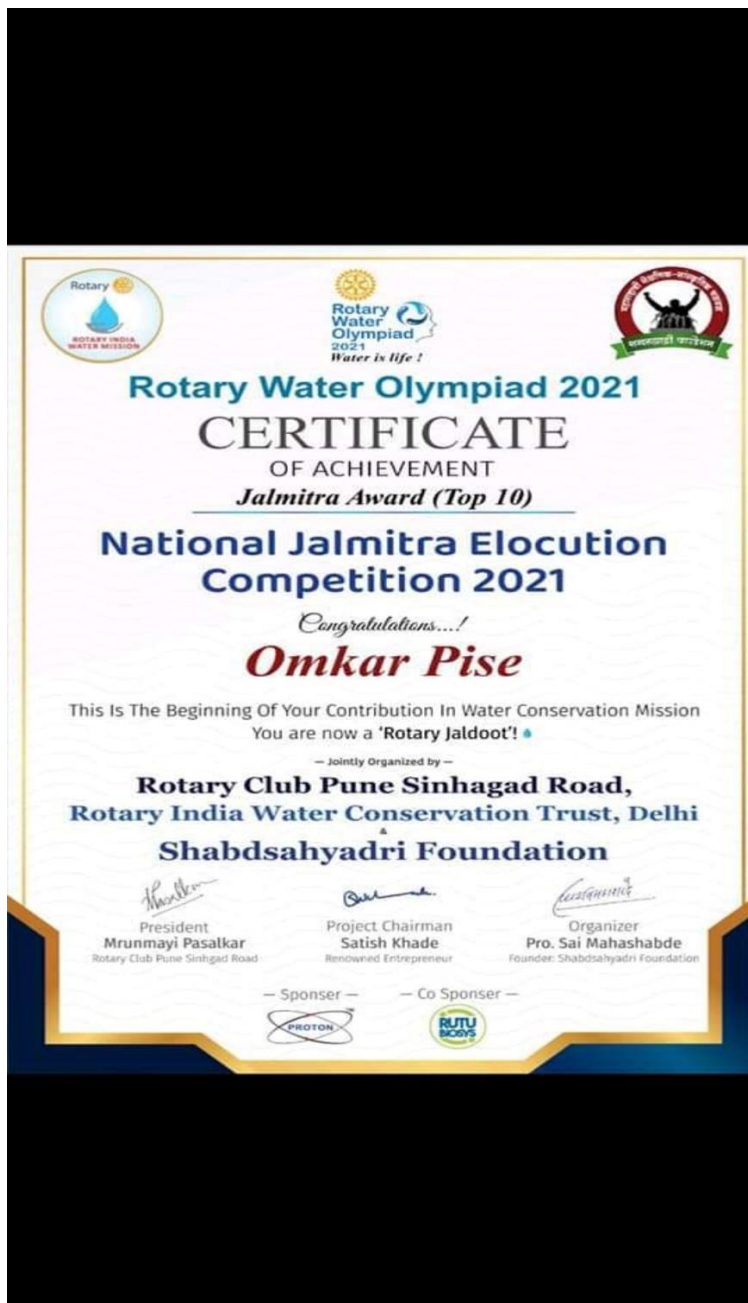 Rotary
ROTARY INDIA
WATER MISSION
Rotary
Water
Olympiad
2021
Water is life !
Rotary Water Olympiad 2021
CERTIFICATE
OF ACHIEVEMENT
Jalmitra Award (Top 10)
National Jalmitra Elocution
Competition 2021
Congratulations...!
Omkar Pise
This Is The Beginning Of Your Contribution In Water Conservation Mission
You are now a 'Rotary Jaldoot'!
— Jointly Organized by —
Rotary Club Pune Sinhagad Road,
Rotary India Water Conservation Trust, Delhi
&
Shabdsahyadri Foundation
President
Project Chairman
Organizer
Mrunmayi Pasalkar
Satish Khade
Pro. Sai Mahashabde
Rotary Club Pune Sinhgad Road
Renowned Entrepreneur
Founder: Shabdsahyadri Foundation
— Sponser —
— Co Sponser —
PROTON
RUTU
BIOSYS